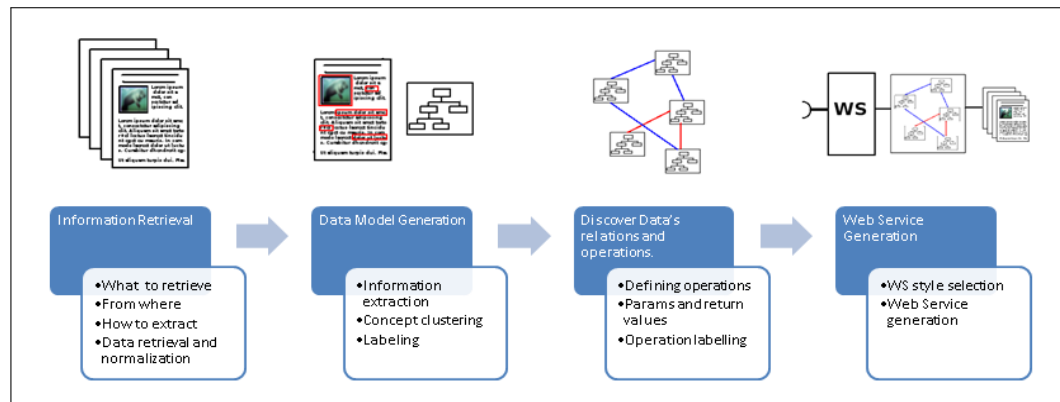 WS
Information Retrieval
•What to retrieve
•From where
•How to extract
•Data retrieval and
normalization
Data Model Generation
•Information
extraction
•Concept clustering
•Labeling
Discover Data's
relations and
operations.
•Defining operations
•Params and return
values
•Operation labelling
Web Service
Generation
•WS style selection
•Web Service
generation